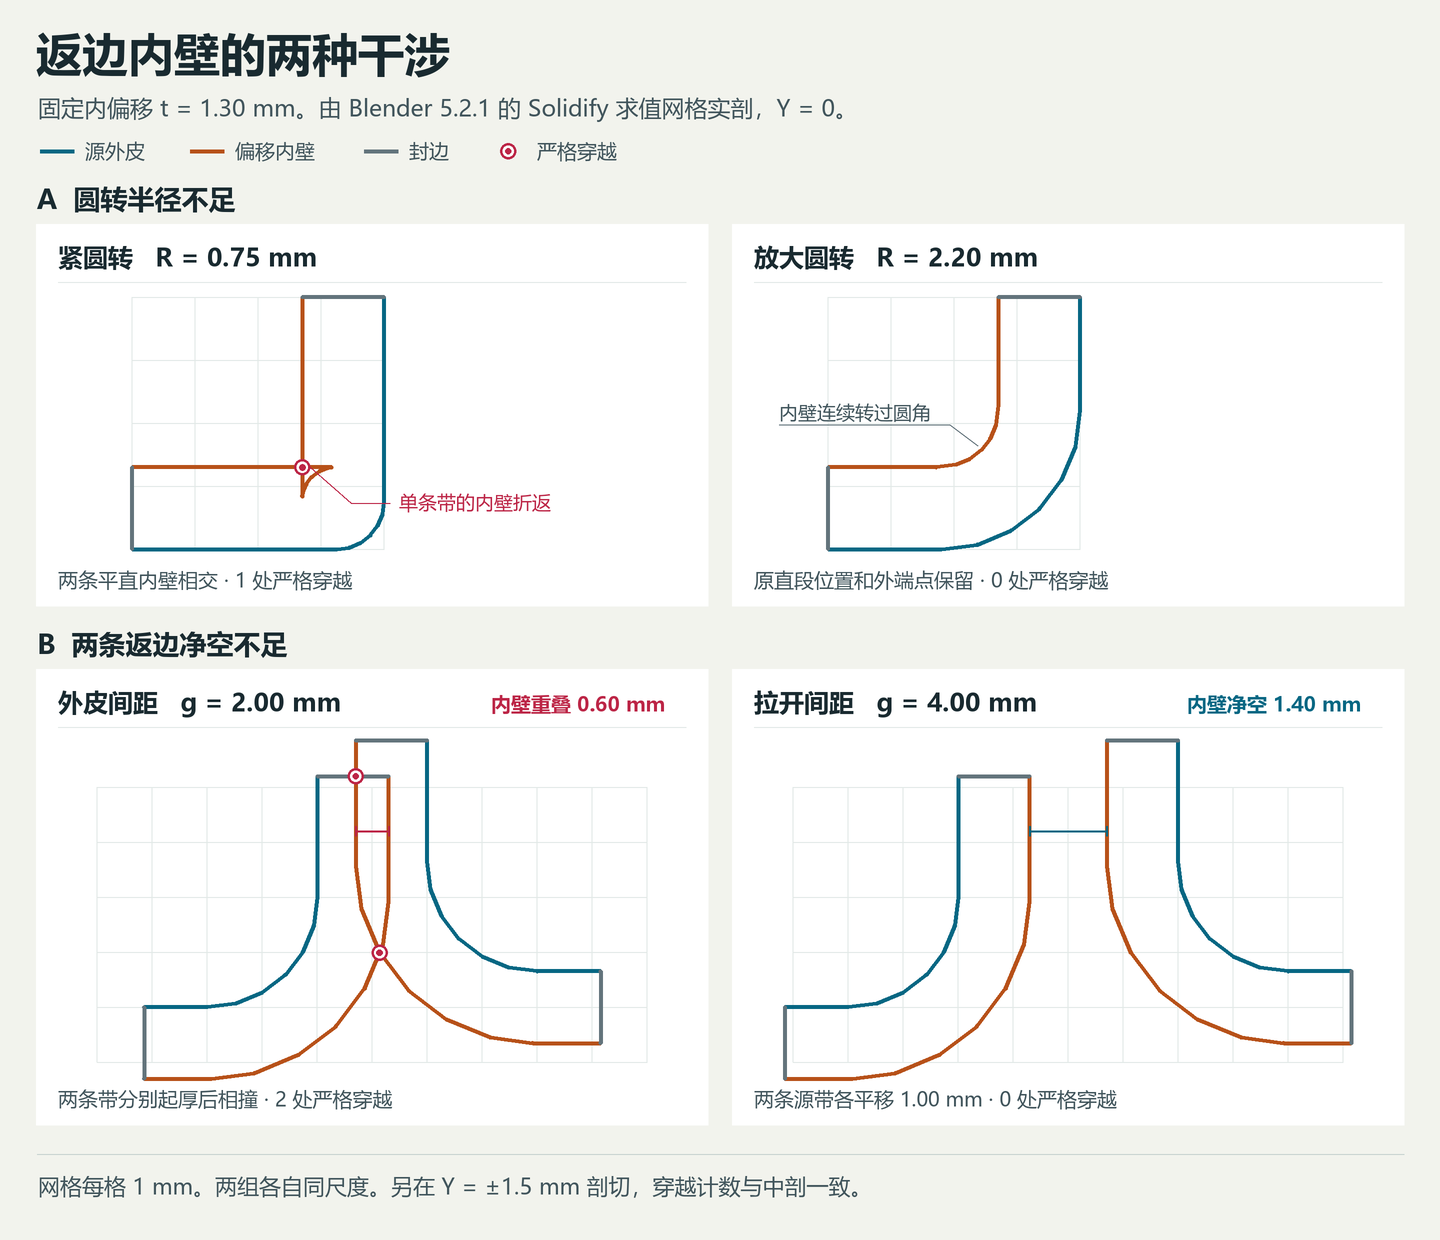 返边内壁的两种干涉
固定内偏移 t = 1.30 mm。由 Blender 5.2.1 的 Solidify 求值网格实剖，Y = 0。
源外皮 偏移内壁 封边 严格穿越
A 圆转半径不足
紧圆转 R = 0.75 mm
单条带的内壁折返
两条平直内壁相交 · 1 处严格穿越
放大圆转 R = 2.20 mm
内壁连续转过圆角
原直段位置和外端点保留 · 0 处严格穿越
B 两条返边净空不足
外皮间距 g = 2.00 mm 内壁重叠 0.60 mm
两条带分别起厚后相撞 · 2 处严格穿越
拉开间距 g = 4.00 mm 内壁净空 1.40 mm
两条源带各平移 1.00 mm · 0 处严格穿越
网格每格 1 mm。两组各自同尺度。另在 Y = ±1.5 mm 剖切，穿越计数与中剖一致。